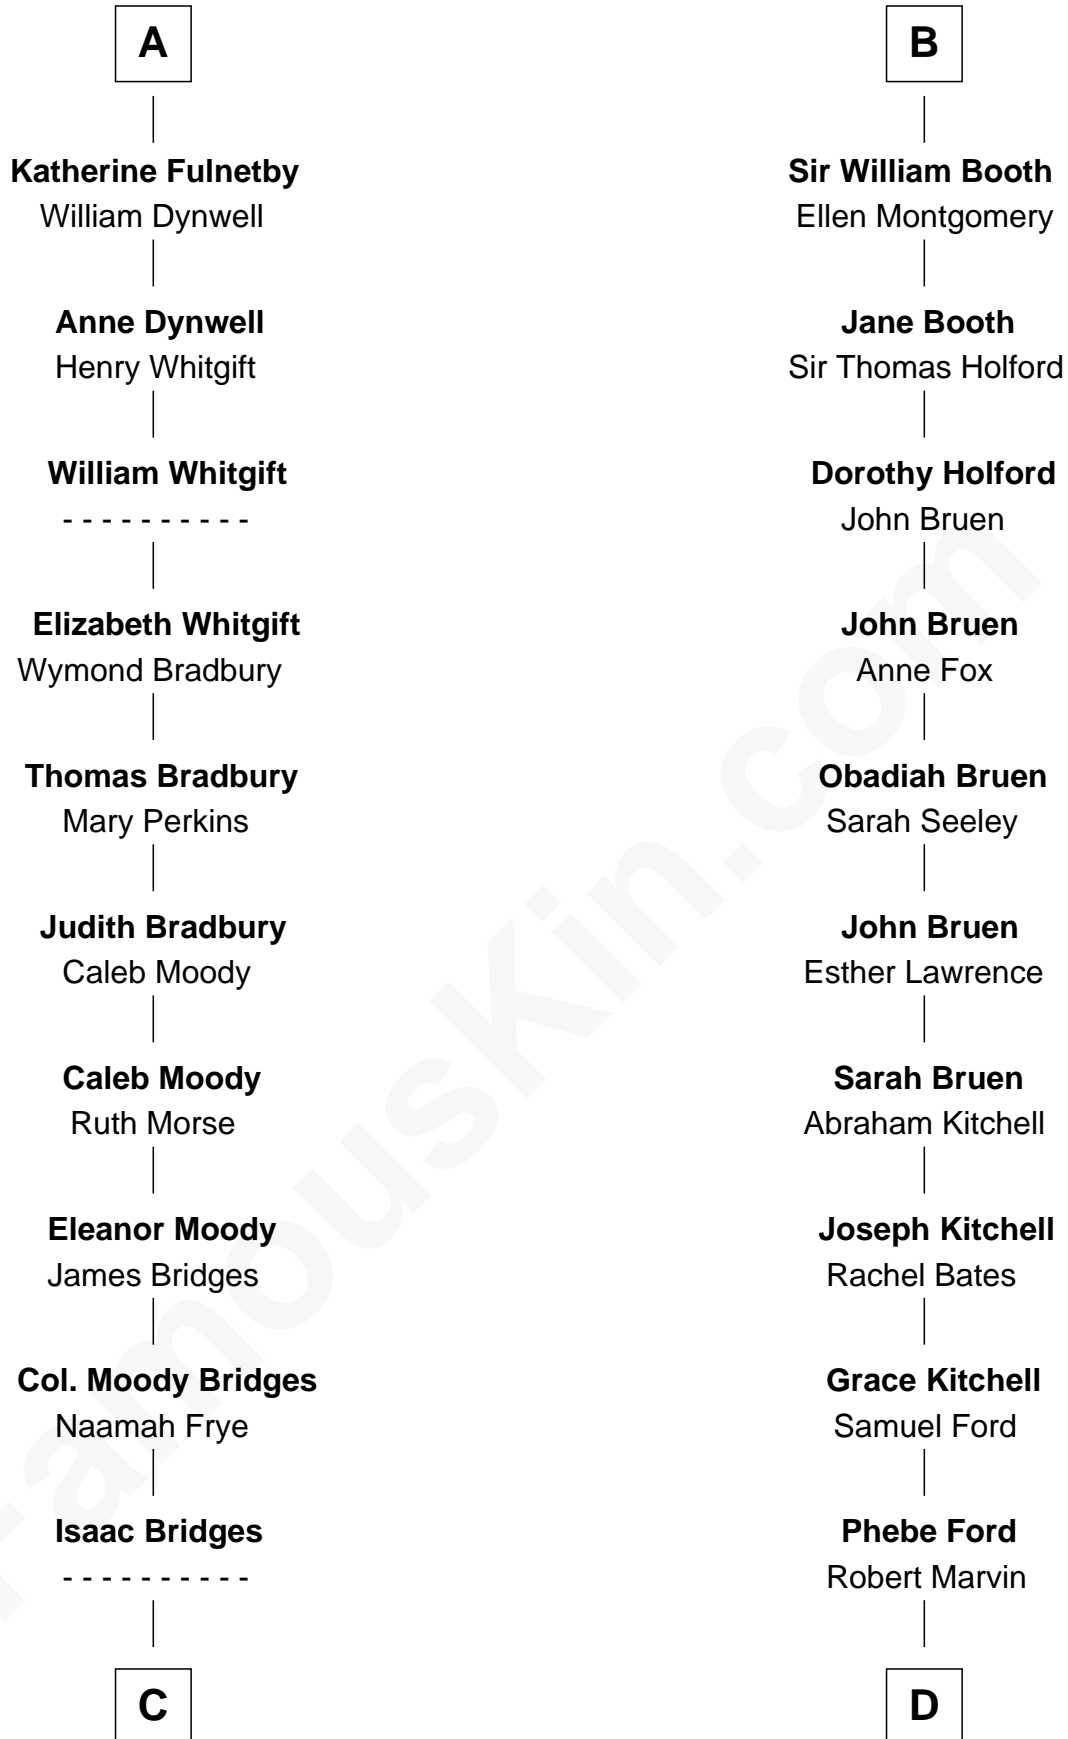 A
Katherine Fulnetby
William Dynwell
Anne Dynwell
Henry Whitgift
William Whitgift
- - - - - - - - - -
Elizabeth Whitgift
Wymond Bradbury
Thomas Bradbury
Mary Perkins
Judith Bradbury
Caleb Moody
Caleb Moody
Ruth Morse
Eleanor Moody
James Bridges
Col. Moody Bridges
Naamah Frye
Isaac Bridges
- - - - - - - - - -
C
B
Sir William Booth
Ellen Montgomery
Jane Booth
Sir Thomas Holford
Dorothy Holford
John Bruen
John Bruen
Anne Fox
Obadiah Bruen
Sarah Seeley
John Bruen
Esther Lawrence
Sarah Bruen
Abraham Kitchell
Joseph Kitchell
Rachel Bates
Grace Kitchell
Samuel Ford
Phebe Ford
Robert Marvin
D
FamousKin.com